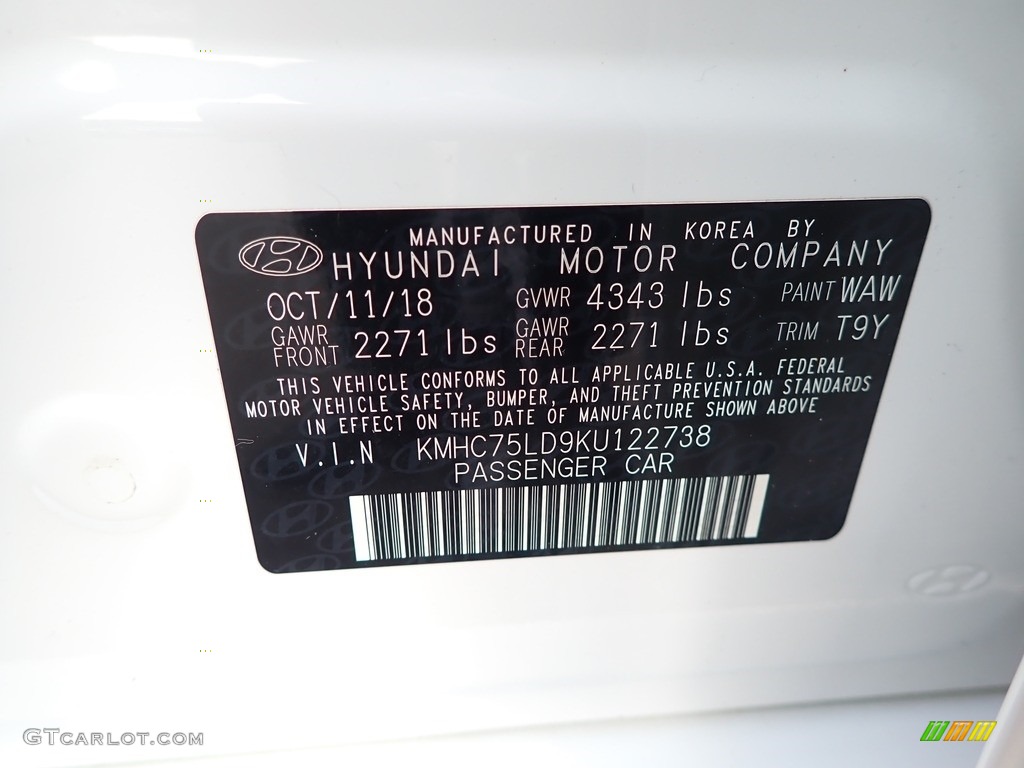 MANUFACTURED IN KOREA BY
HYUNDAI MOTOR COMPANY
OCT/11/18 GVWR 4343 lbs PAINT WAW
GAWR FRONT 2271 lbs GAWR REAR 2271 lbs TRIM T9Y
THIS VEHICLE CONFORMS TO ALL APPLICABLE U.S.A. FEDERAL
MOTOR VEHICLE SAFETY, BUMPER, AND THEFT PREVENTION STANDARDS
IN EFFECT ON THE DATE OF MANUFACTURE SHOWN ABOVE
V.I.N KMHC75LD9KU122738
PASSENGER CAR
GTCARLOT.COM